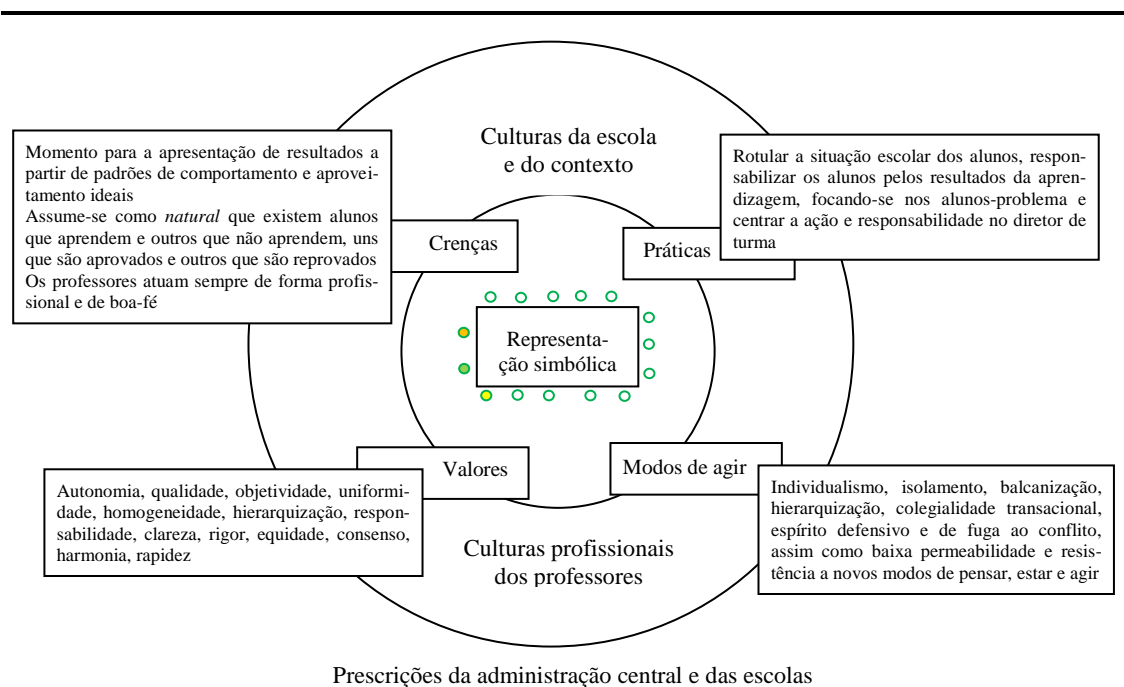 Culturas da escola
e do contexto
Momento para a apresentação de resultados a
partir de padrões de comportamento e aprovei-
tamento ideais
Assume-se como natural que existem alunos
que aprendem e outros que não aprendem, uns
que são aprovados e outros que são reprovados
Os professores atuam sempre de forma profis-
sional e de boa-fé
Crenças
Rotular a situação escolar dos alunos, respon-
sabilizar os alunos pelos resultados da apren-
dizagem, focando-se nos alunos-problema e
centrar a ação e responsabilidade no diretor de
turma
Práticas
Representa-
ção simbólica
Valores
Autonomia, qualidade, objetividade, uniformi-
dade, homogeneidade, hierarquização, respon-
sabilidade, clareza, rigor, equidade, consenso,
harmonia, rapidez
Modos de agir
Individualismo, isolamento, balcanização,
hierarquização, colegialidade transacional,
espírito defensivo e de fuga ao conflito,
assim como baixa permeabilidade e resis-
tência a novos modos de pensar, estar e agir
Culturas profissionais
dos professores
Prescrições da administração central e das escolas